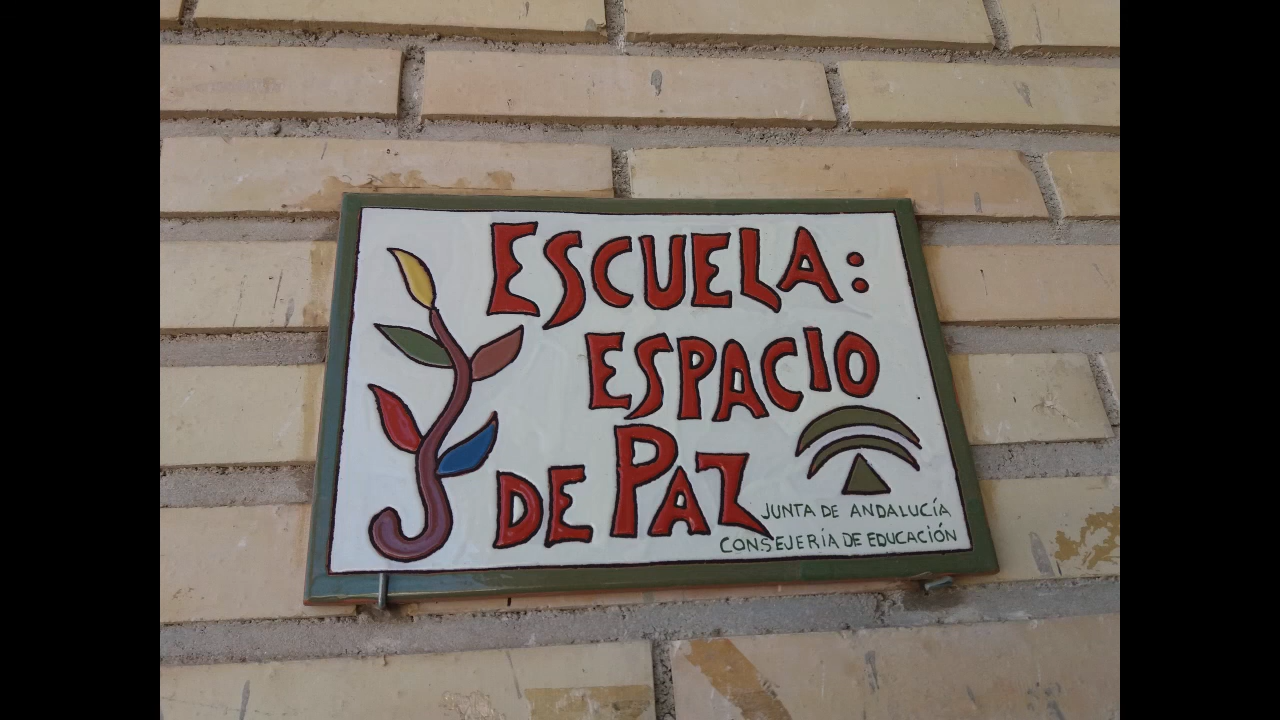 ESCUELA:
ESPACIO
DE PAZ
JUNTA DE ANDALUCÍA
CONSEJERÍA DE EDUCACIÓN